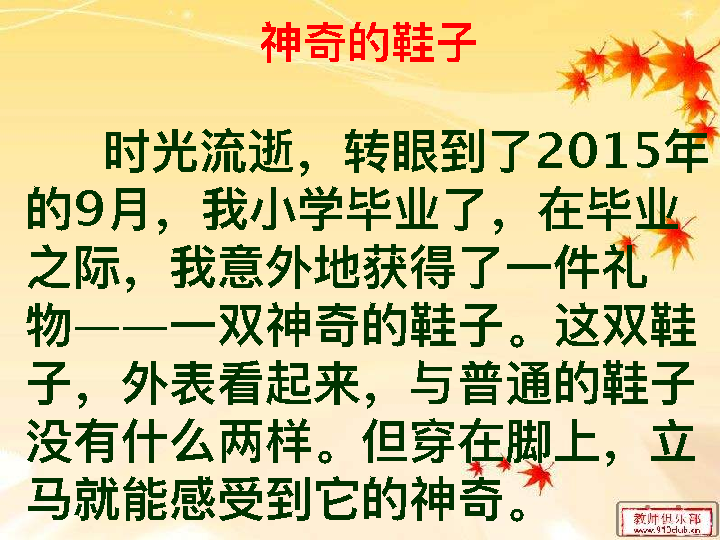 神奇的鞋子
时光流逝，转眼到了2015年
的9月，我小学毕业了，在毕业
之际，我意外地获得了一件礼
物——一双神奇的鞋子。这双鞋
子，外表看起来，与普通的鞋子
没有什么两样。但穿在脚上，立
马就能感受到它的神奇。
教师俱乐部
www.910club.cn